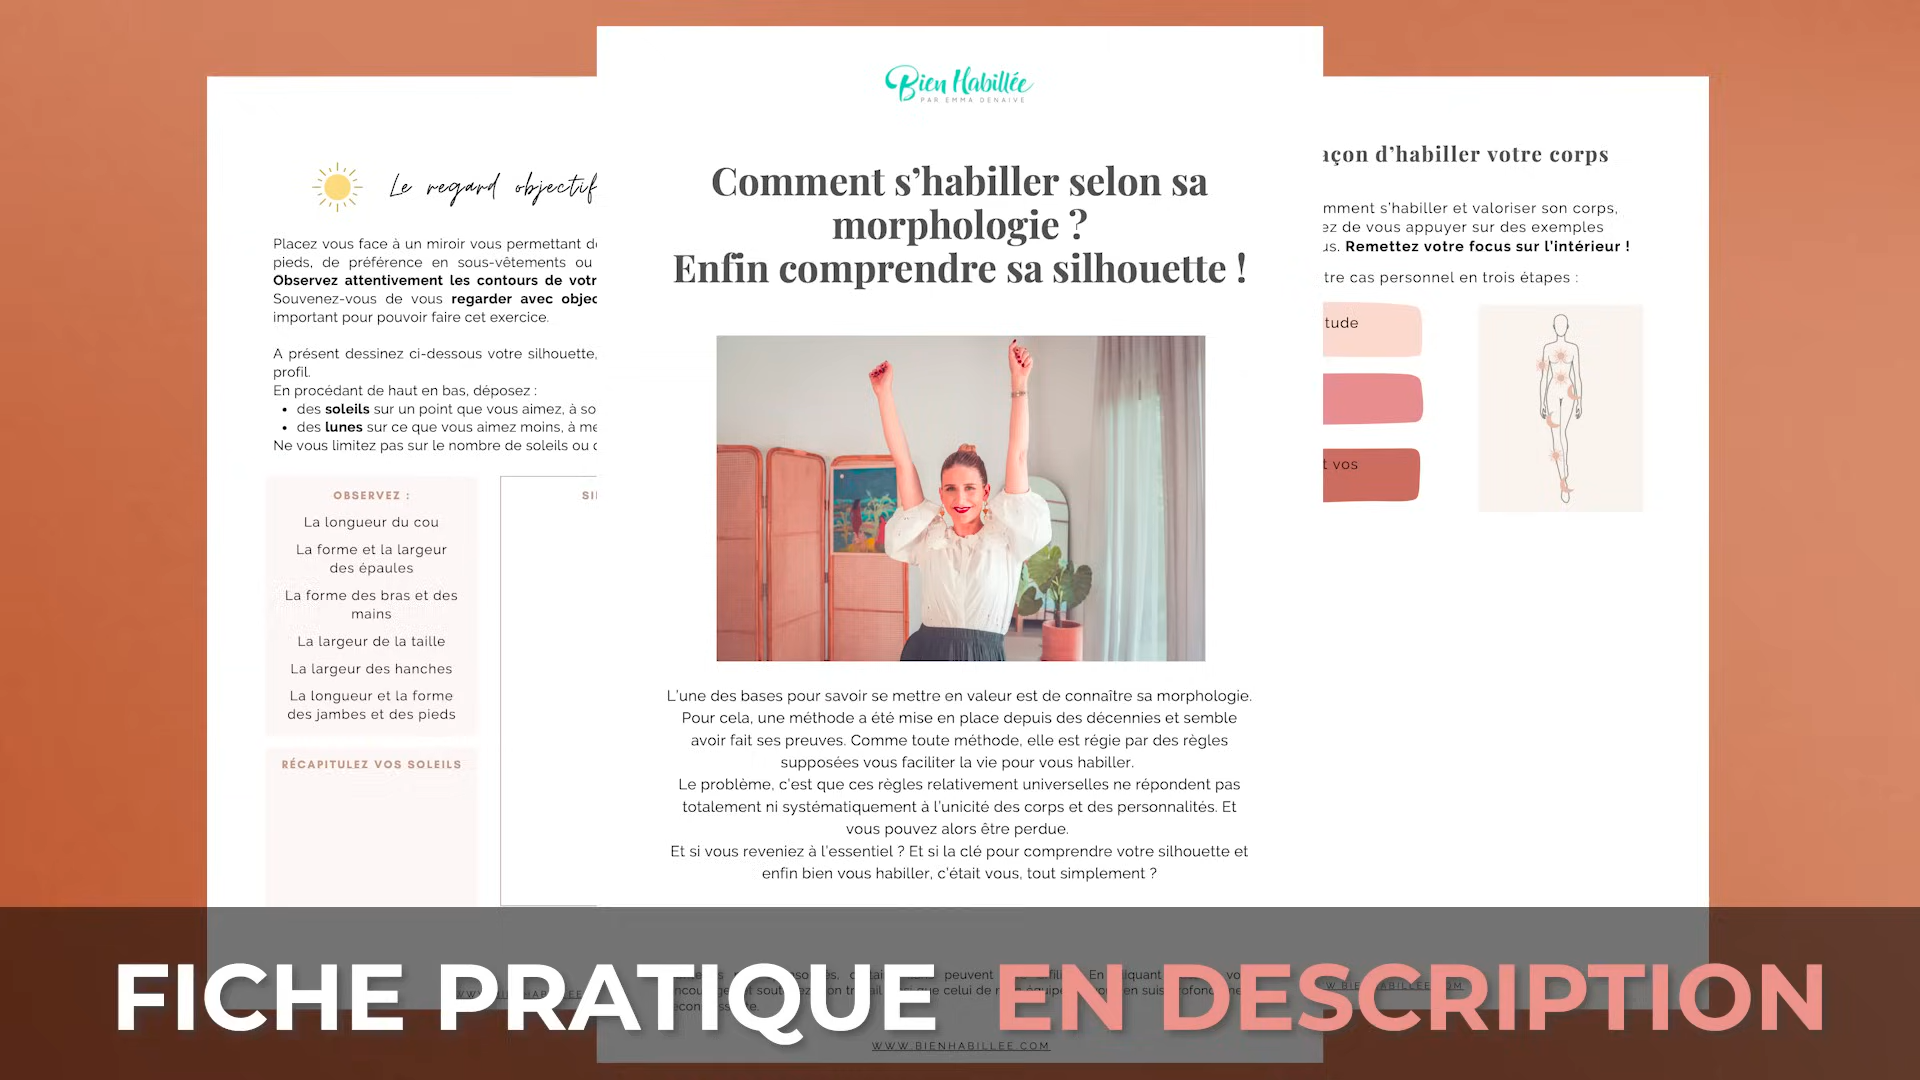 Le regard objectif
Placez vous face à un miroir vous permettant
pieds, de préférence en sous-vêtements ou
Observez attentivement les contours de
Souvenez-vous de vous regarder avec
important pour pouvoir faire cet exercice.
A présent dessinez ci-dessous votre silhouette,
profil.
En procédant de haut en bas, déposez :
• des soleils sur un point que vous aimez, à
• des lunes sur ce que vous aimez moins, à
Ne vous limitez pas sur le nombre de soleils ou
OBSERVEZ :
La longueur du cou
La forme et la largeur
des épaules
La forme des bras et des
mains
La largeur de la taille
La largeur des hanches
La longueur et la forme
des jambes et des pieds
RÉCAPITULEZ VOS SOLEILS
Bien Habillée
PAR EMMA DENAIVE
Comment s'habiller selon sa
morphologie ?
Enfin comprendre sa silhouette !
L'une des bases pour savoir se mettre en valeur est de connaître sa morphologie.
Pour cela, une méthode a été mise en place depuis des décennies et semble
avoir fait ses preuves. Comme toute méthode, elle est régie par des règles
supposées vous faciliter la vie pour vous habiller.
Le problème, c'est que ces règles relativement universelles ne répondent pas
totalement ni systématiquement à l'unicité des corps et des personnalités. Et
vous pouvez alors être perdue.
Et si vous reveniez à l'essentiel ? Et si la clé pour comprendre votre silhouette et
enfin bien vous habiller, c'était vous, tout simplement ?
WWW.BIENHABILLEE.COM
d'habiller votre corps
s'habiller et valoriser son corps,
de vous appuyer sur des exemples
Remettez votre focus sur l'intérieur !
cas personnel en trois étapes :
vos
FICHE PRATIQUE EN DESCRIPTION